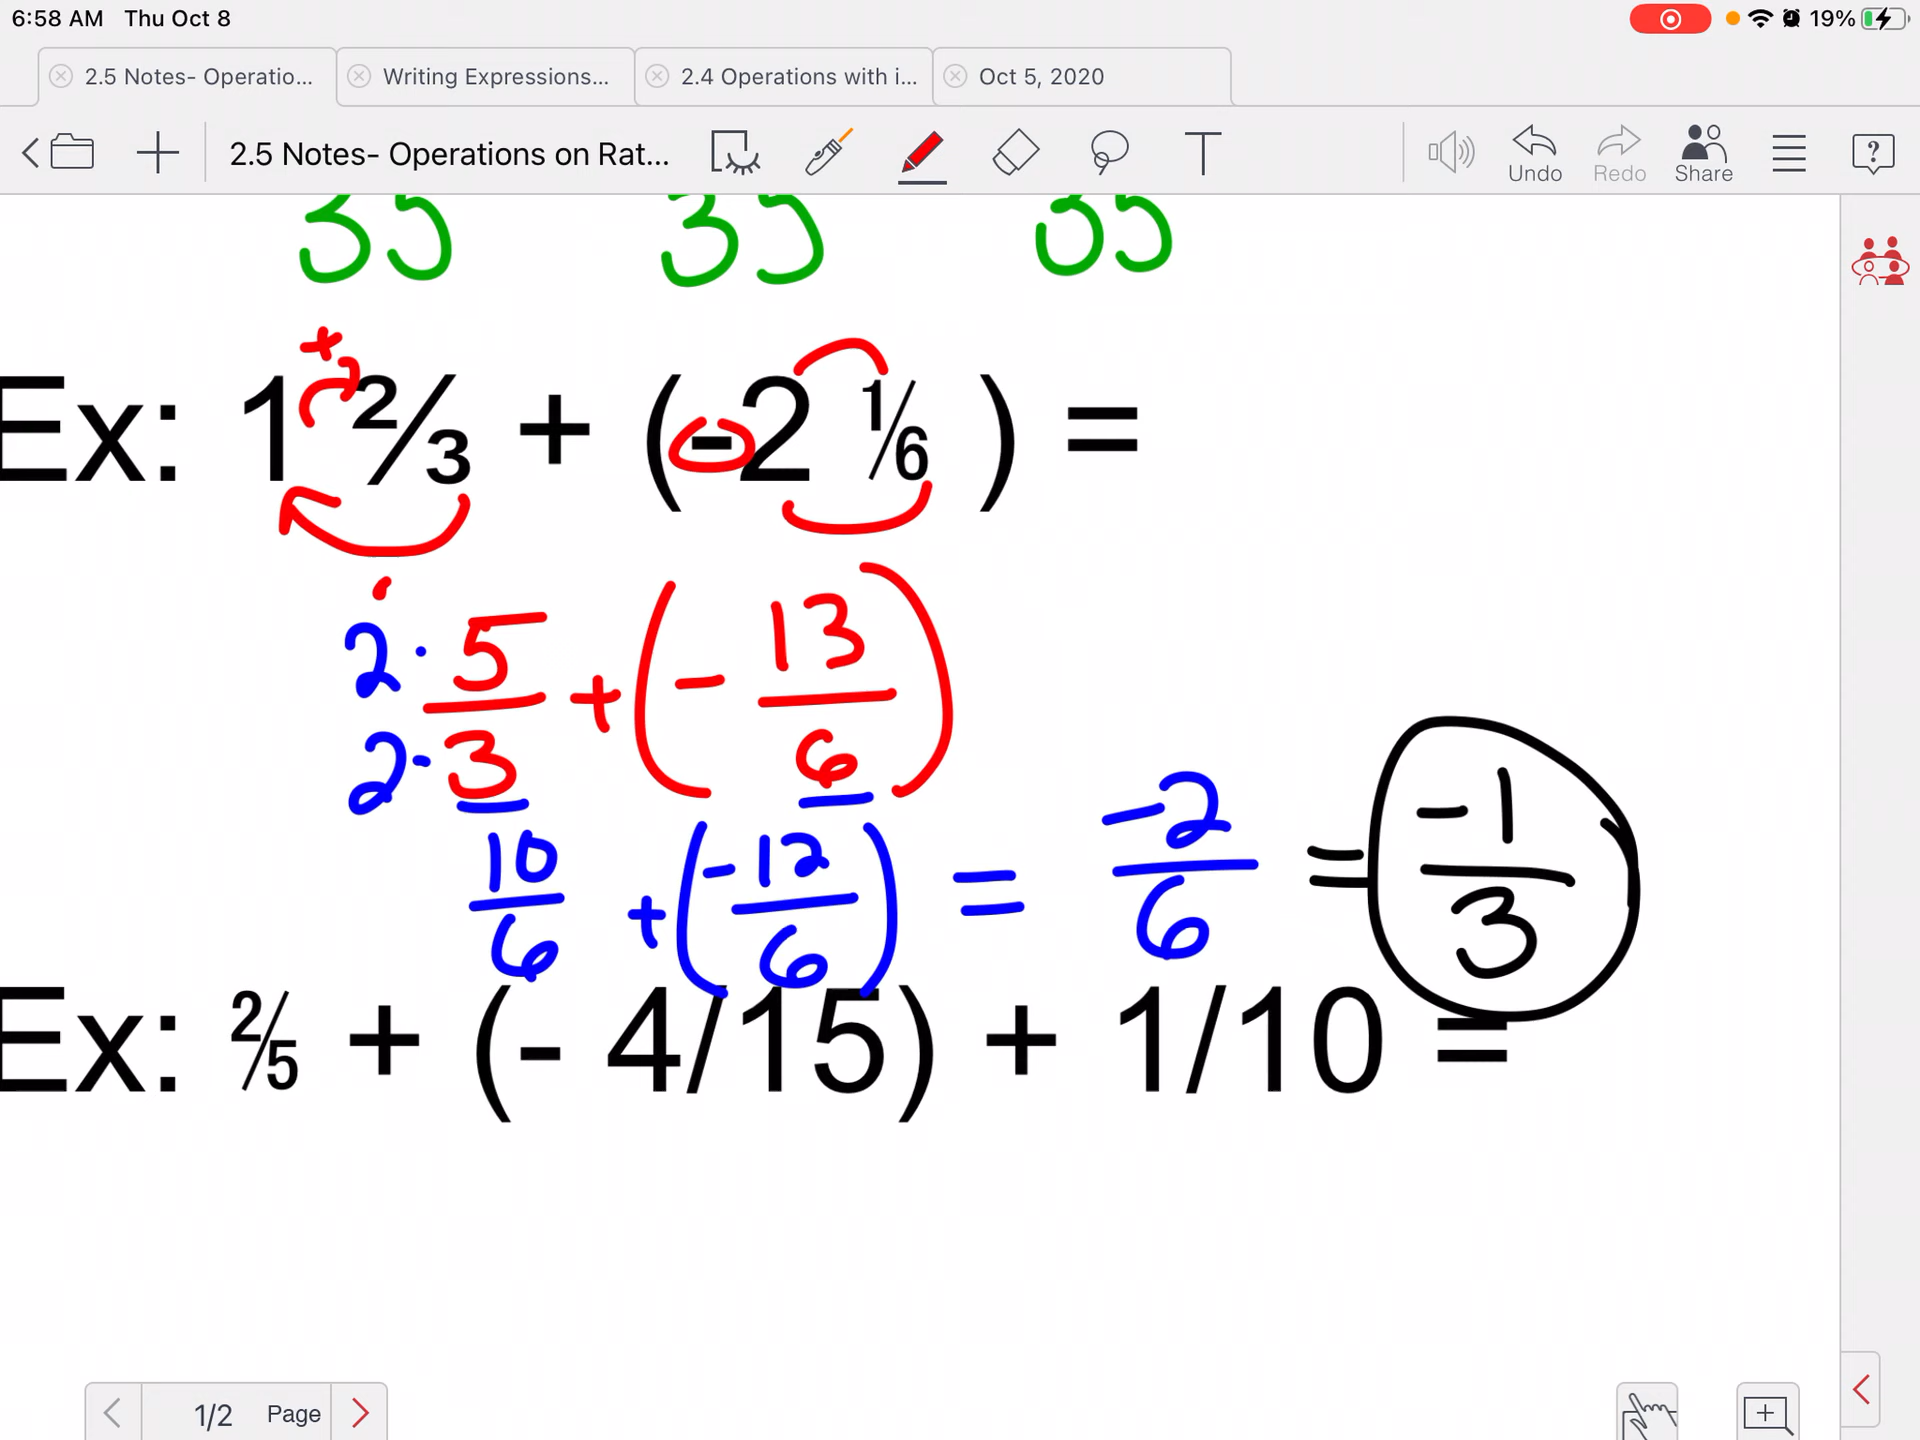 6:58 AM Thu Oct 8 19%
2.5 Notes- Operatio... Writing Expressions... 2.4 Operations with i... Oct 5, 2020
2.5 Notes- Operations on Rat... T Undo Redo Share ?
35 35 35
+
Ex: 1 ⅔ + (-2 ⅙ ) =
2 · 5 + (- 13)
2 · 3 6
10 + (-12) = -2 = -1
6 6 6 3
Ex: ⅖ + (- 4/15) + 1/10 =
1/2 Page